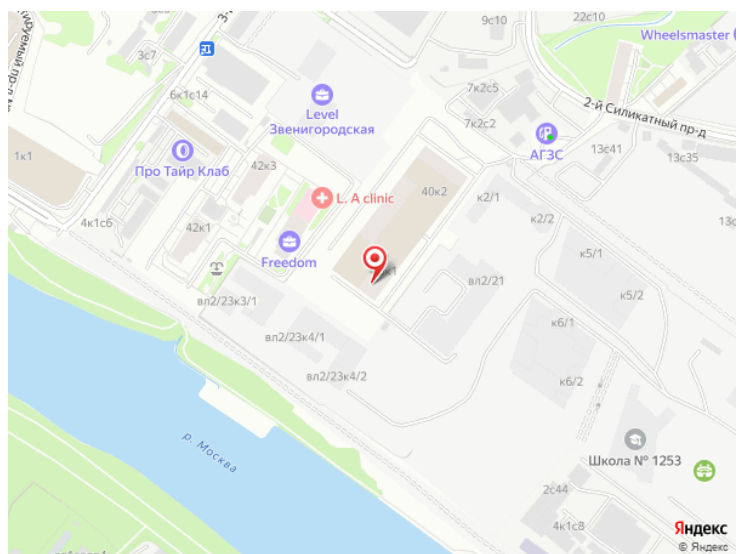 9с10
22с10
Wheelsmaster
3с7
6к1с14
Level
Звенигородская
7к2с5
7к2с2
2-й Силикатный пр-д
АГЗС
13с41
13с35
1к1
Про Тайр Клаб
42к3
L. A clinic
40к2
к2/1
к2/2
4к1с6
42к1
Freedom
к5/1
к5/2
вл2/21
вл2/23к3/1
вл2/23к4/1
вл2/23к4/2
к6/1
к6/2
р. Москва
Школа № 1253
2с44
4к1с8
Яндекс
© Яндекс